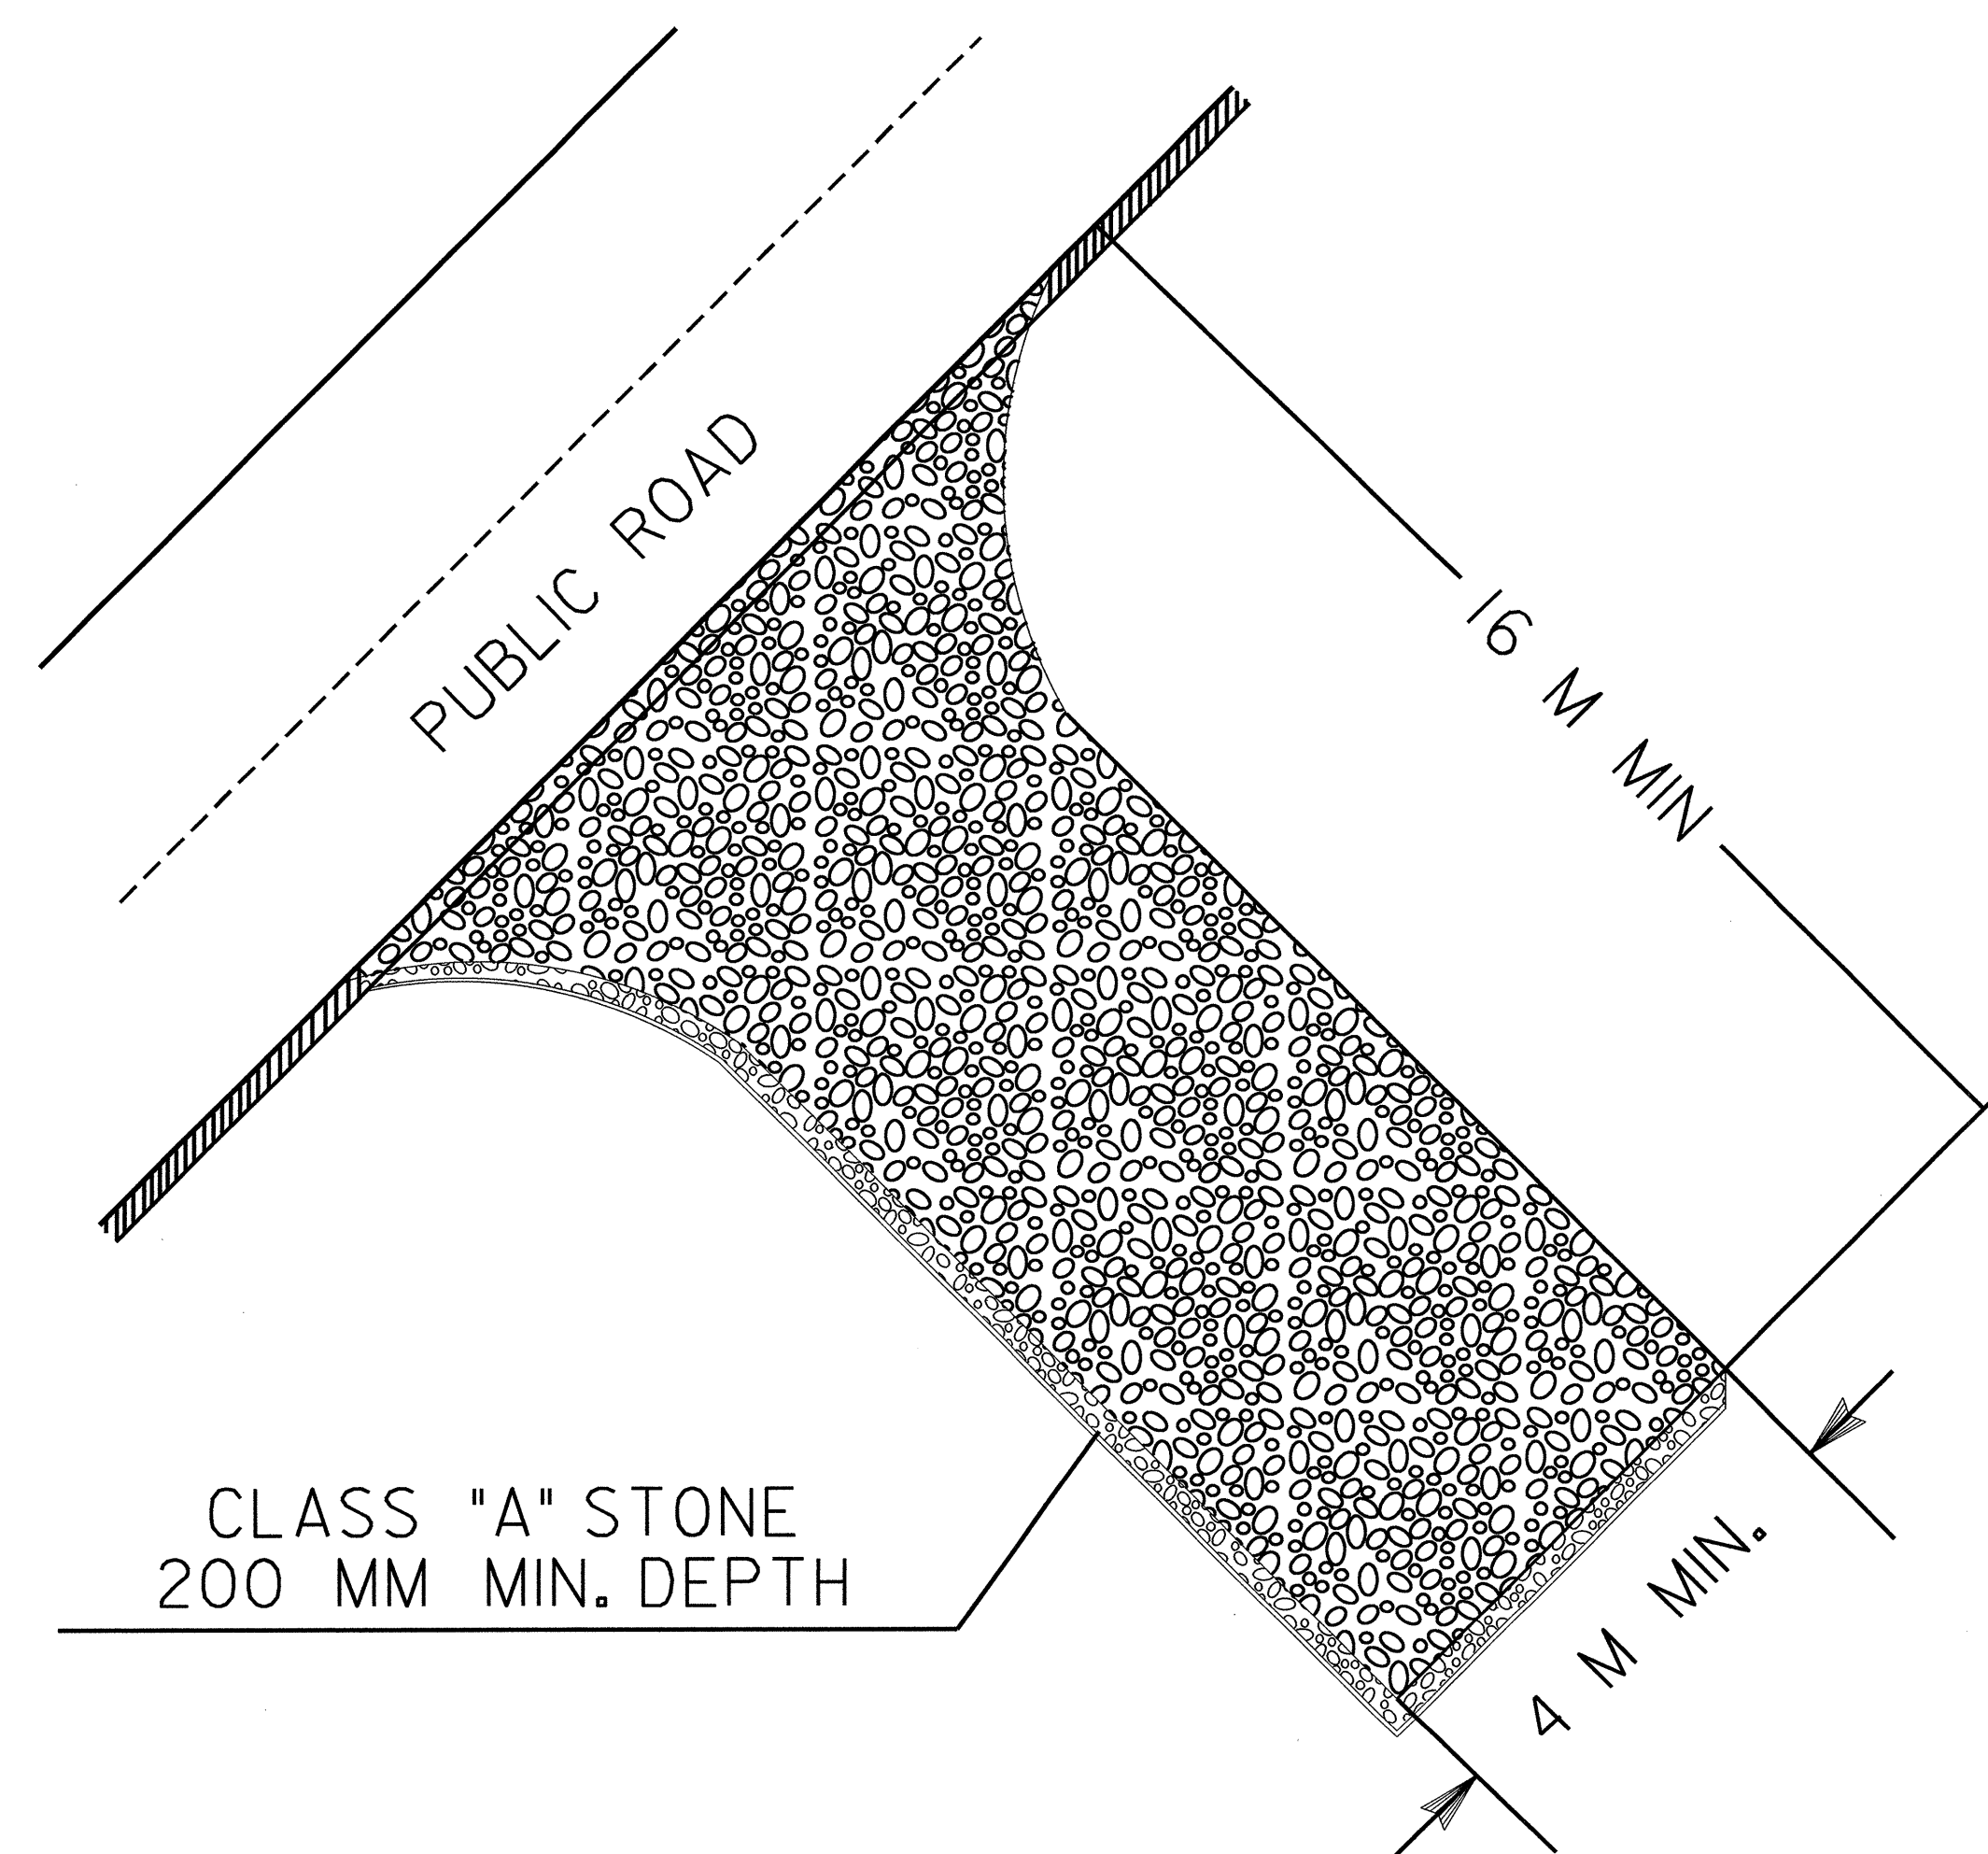 PUBLIC ROAD
16 M MIN
CLASS "A" STONE
200 MM MIN. DEPTH
4 M MIN.